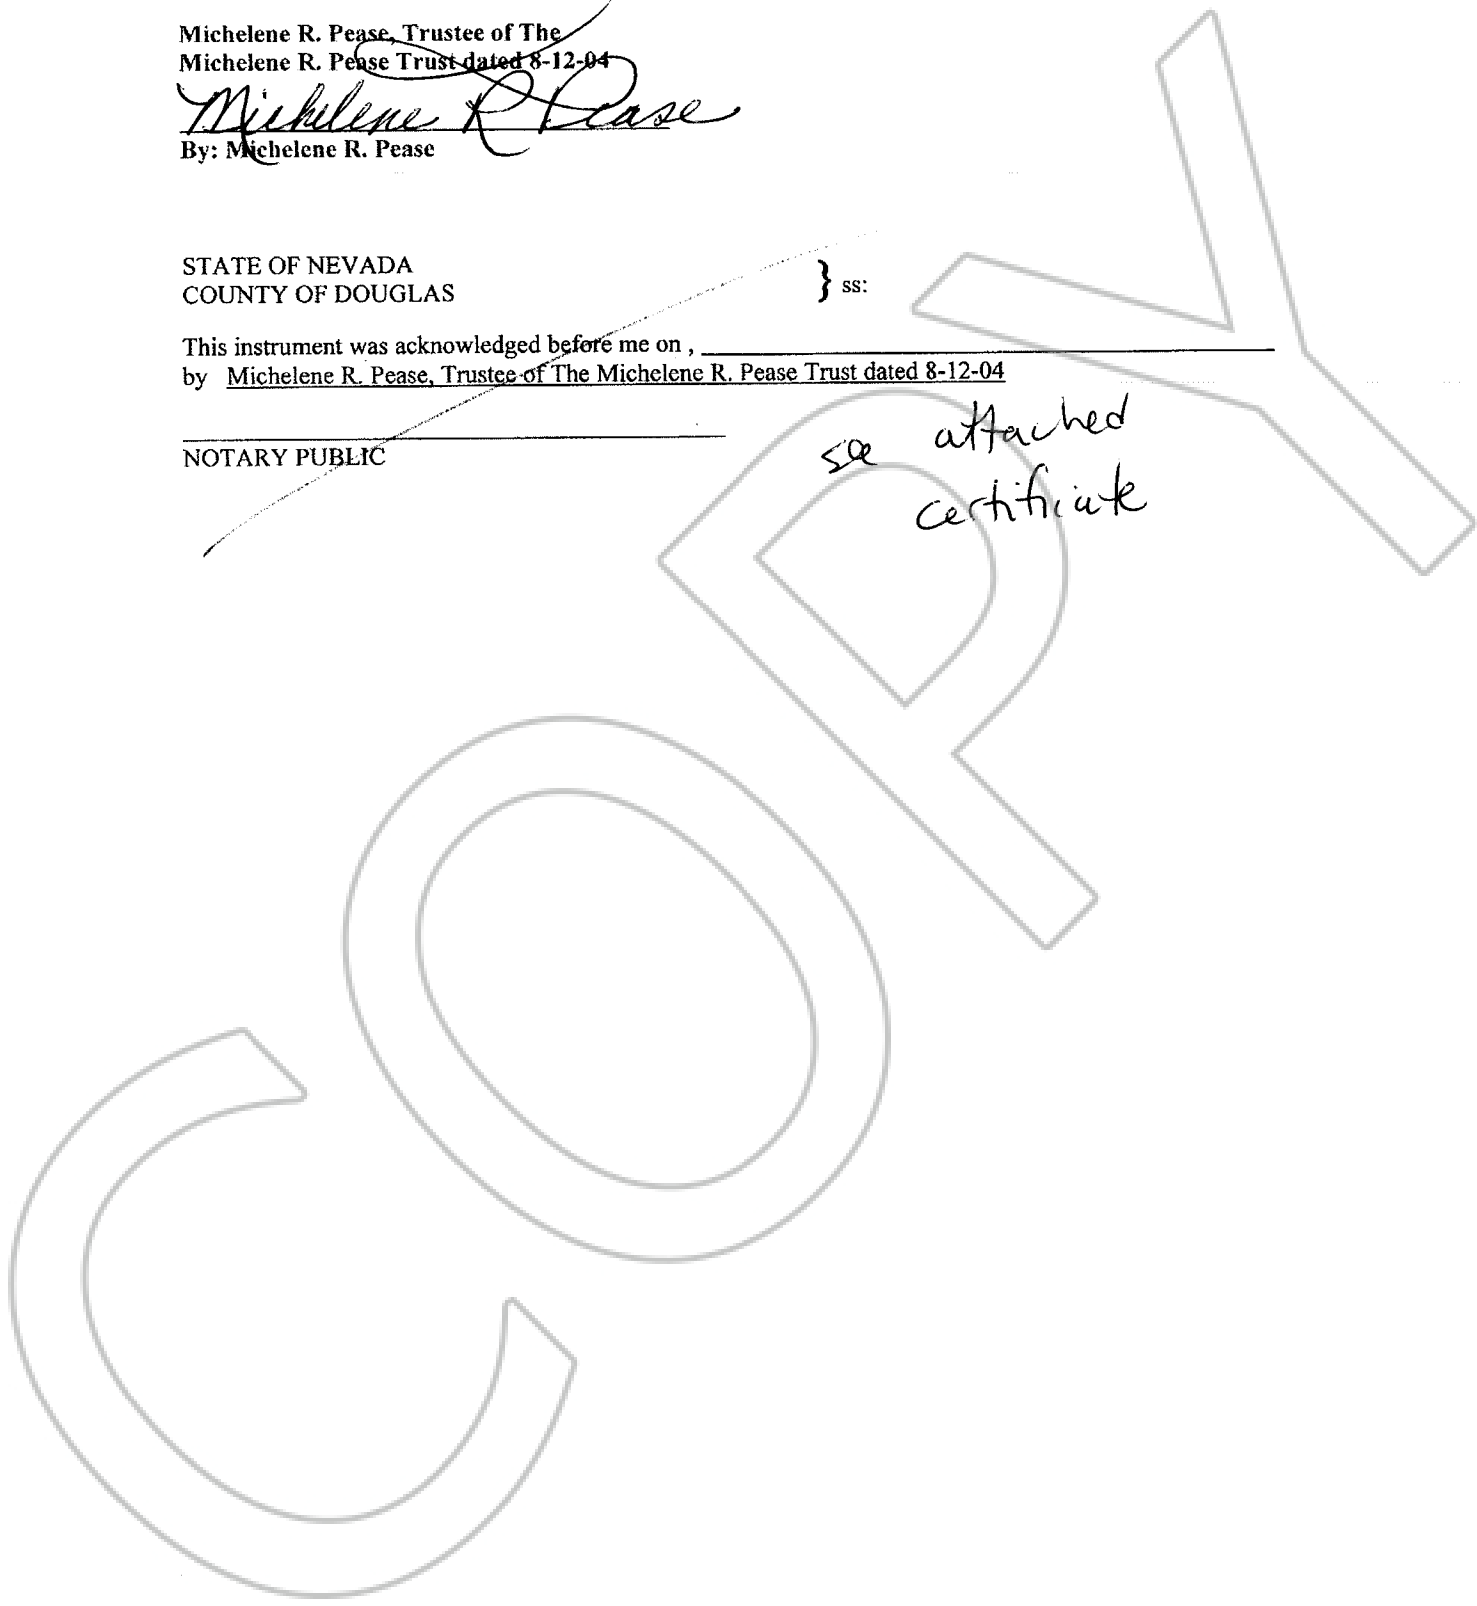 Michelene R. Pease, Trustee of The
Michelene R. Pease Trust dated 8-12-04
Michelene R Pease
By: Michelene R. Pease
STATE OF NEVADA
COUNTY OF DOUGLAS
} ss:
This instrument was acknowledged before me on ,
by Michelene R. Pease, Trustee of The Michelene R. Pease Trust dated 8-12-04
NOTARY PUBLIC
see attached
certificate
COPY